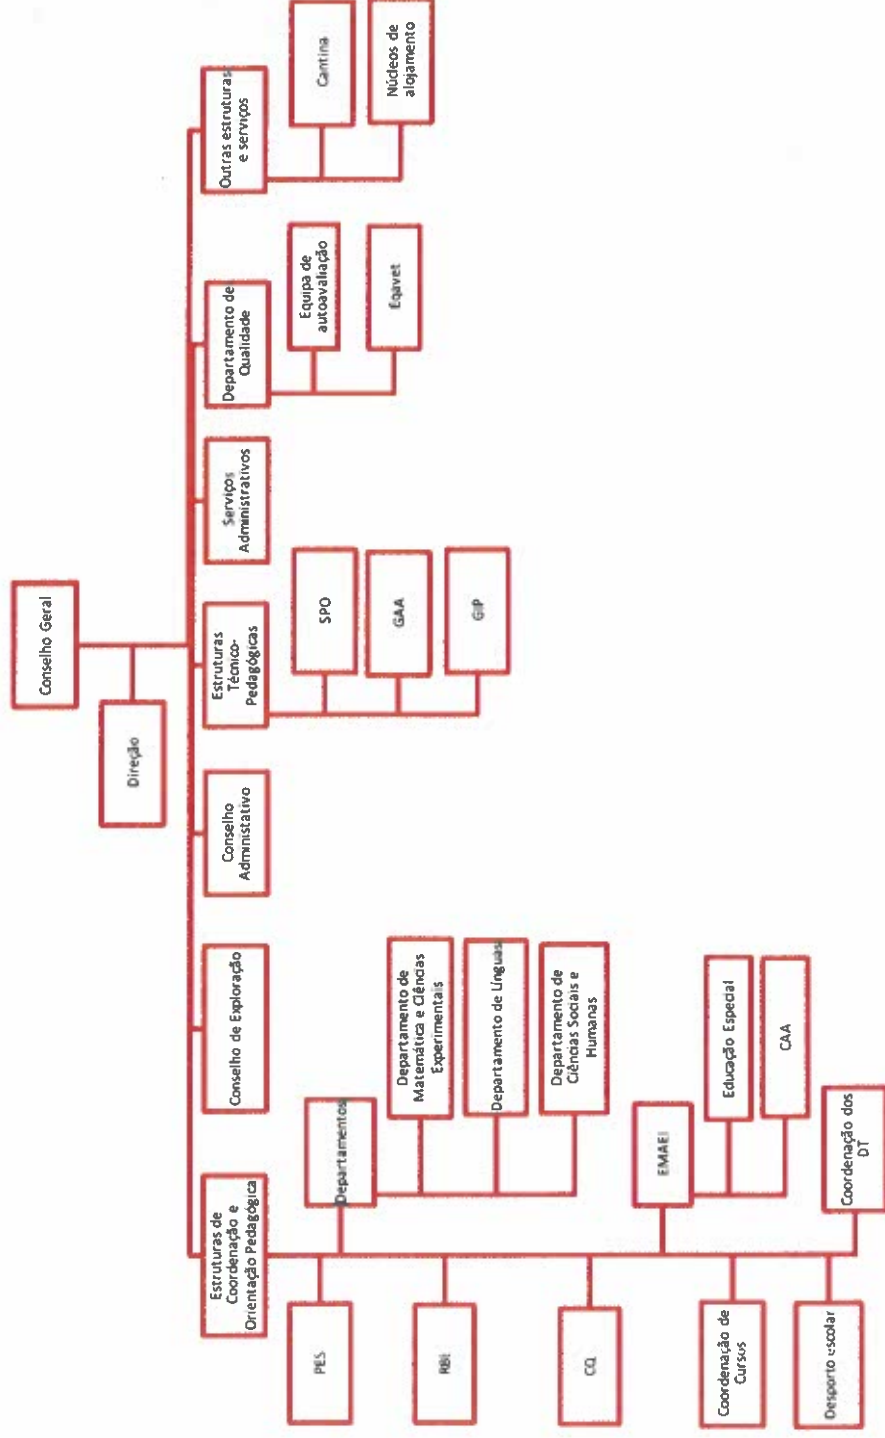 Conselho Geral
Direção
Estruturas de
Coordenação e
Orientação Pedagógica
Conselho de Exploração
Conselho
Administativo
Estruturas
Técnico-
Pedagógicas
Serviços
Administrativos
Departamento de
Qualidade
Outras estruturas
e serviços
PES
Departamentos
Departamento de
Matemática e Ciências
Experimentais
Departamento de Línguas
Departamento de
Ciências Sociais e
Humanas
RBE
CQ
EMAEI
Educação Especial
CAA
Coordenação de
Cursos
Desporto escolar
Coordenação dos
DT
SPO
GAA
GIP
Equipa de
autoavaliação
Eqavet
Cantina
Núcleos de
alojamento